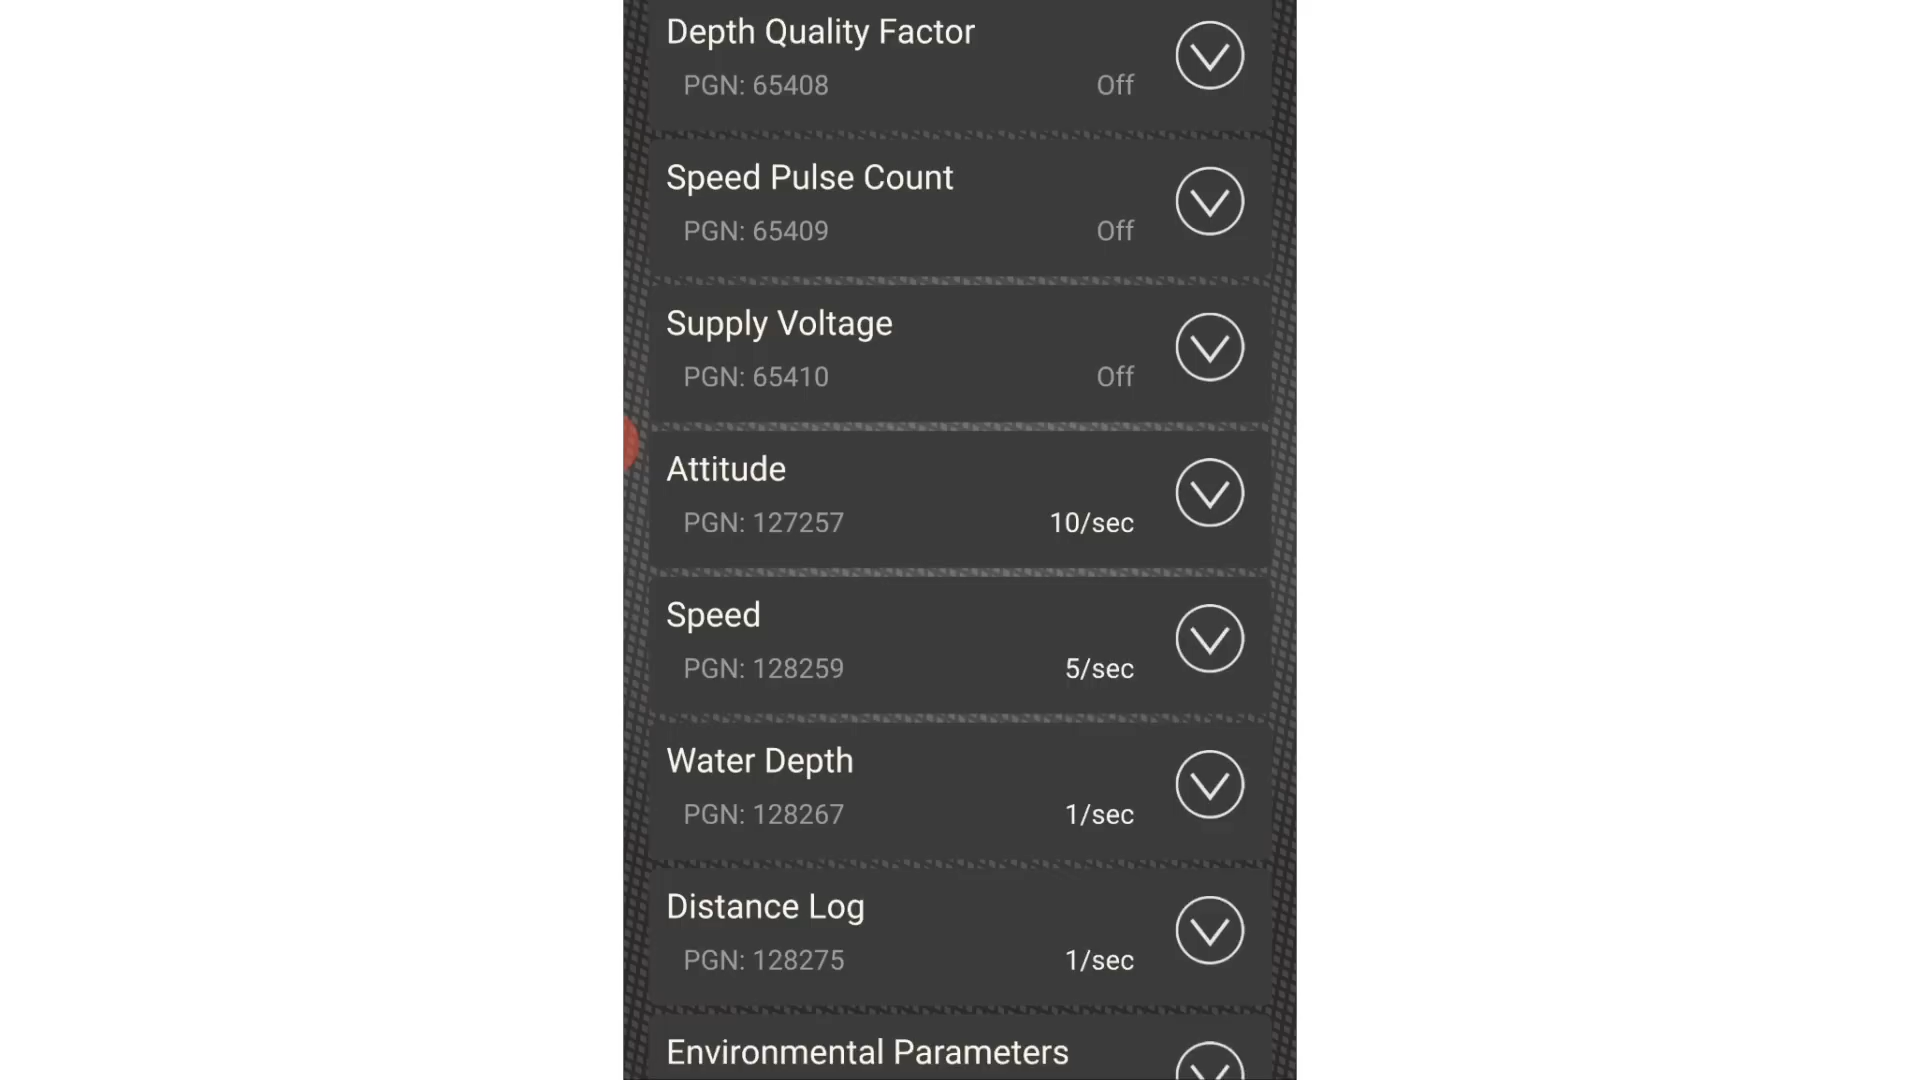 Depth Quality Factor
PGN: 65408 Off
Speed Pulse Count
PGN: 65409 Off
Supply Voltage
PGN: 65410 Off
Attitude
PGN: 127257 10/sec
Speed
PGN: 128259 5/sec
Water Depth
PGN: 128267 1/sec
Distance Log
PGN: 128275 1/sec
Environmental Parameters